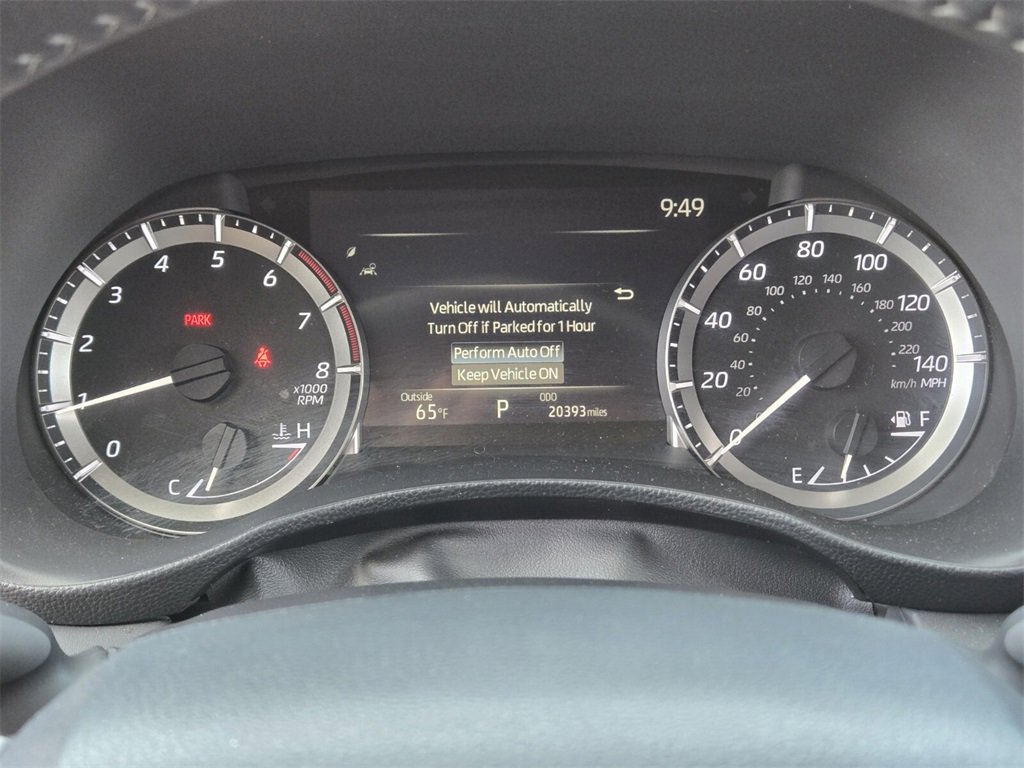 9:49
Vehicle will Automatically
Turn Off if Parked for 1 Hour
Perform Auto Off
Keep Vehicle ON
Outside
65°F
P
ODO
20393 miles
0
1
2
3
4
5
6
7
8
x1000
RPM
PARK
C
H
0
20
40
60
80
100
120
140
km/h MPH
20
40
60
80
100
120
140
160
180
200
220
E
F